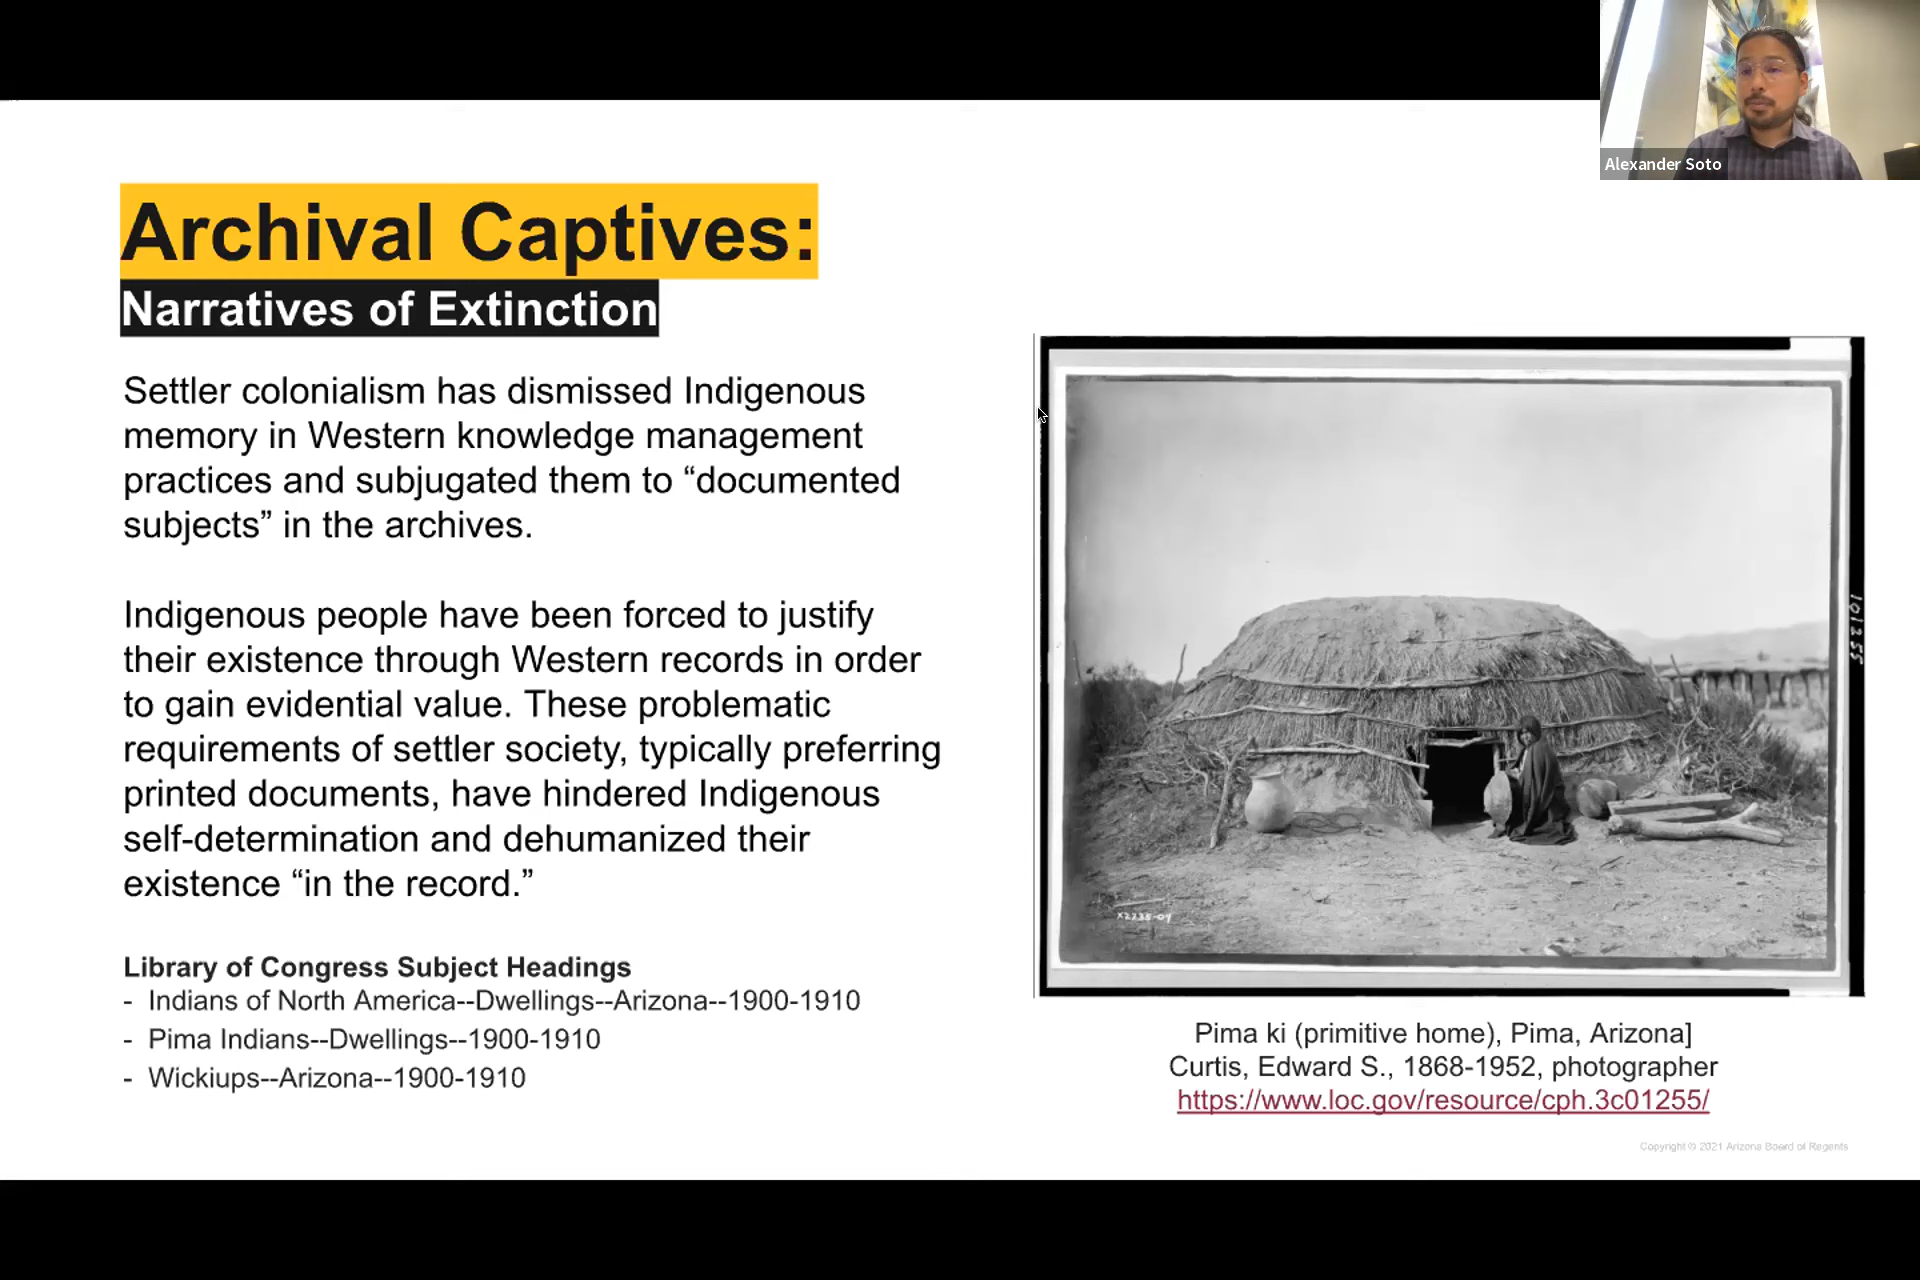 Alexander Soto
Archival Captives:
Narratives of Extinction
Settler colonialism has dismissed Indigenous
memory in Western knowledge management
practices and subjugated them to “documented
subjects” in the archives.
Indigenous people have been forced to justify
their existence through Western records in order
to gain evidential value. These problematic
requirements of settler society, typically preferring
printed documents, have hindered Indigenous
self-determination and dehumanized their
existence “in the record.”
Library of Congress Subject Headings
- Indians of North America--Dwellings--Arizona--1900-1910
- Pima Indians--Dwellings--1900-1910
- Wickiups--Arizona--1900-1910
101255
X2238-07
Pima ki (primitive home), Pima, Arizona]
Curtis, Edward S., 1868-1952, photographer
https://www.loc.gov/resource/cph.3c01255/
Copyright © 2021 Arizona Board of Regents